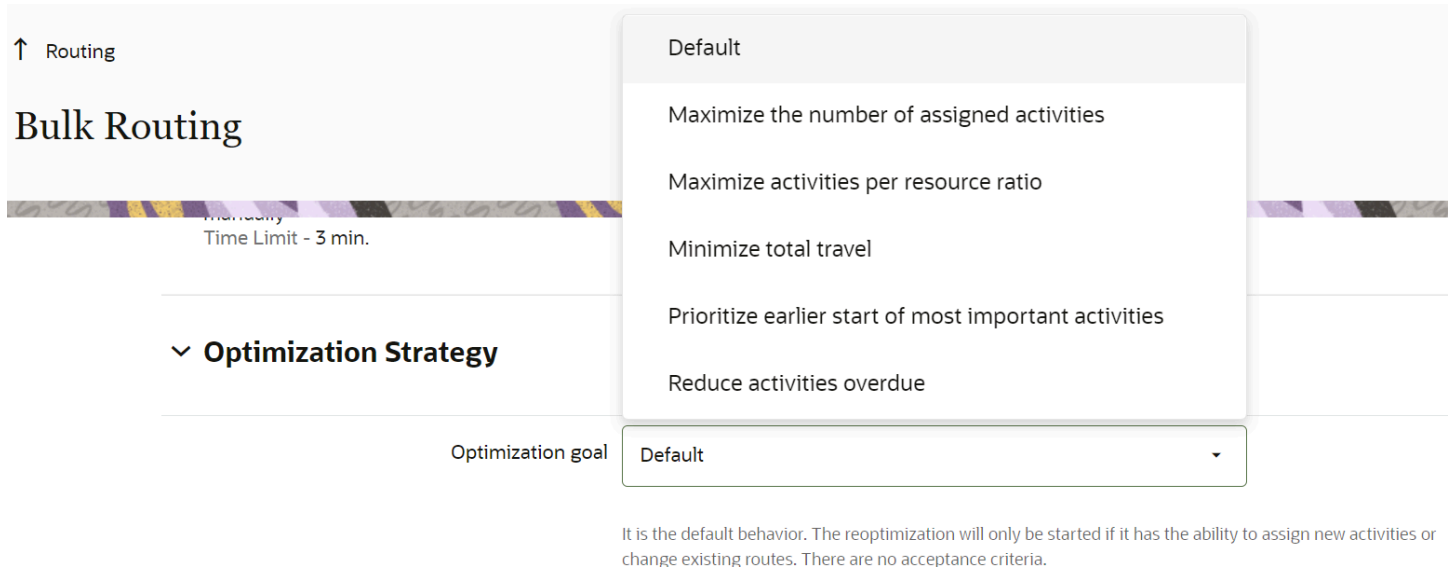 ↑ Routing
Bulk Routing
manually
Time Limit - 3 min.
Optimization Strategy
Default
Maximize the number of assigned activities
Maximize activities per resource ratio
Minimize total travel
Prioritize earlier start of most important activities
Reduce activities overdue
Optimization goal
Default
It is the default behavior. The reoptimization will only be started if it has the ability to assign new activities or
change existing routes. There are no acceptance criteria.